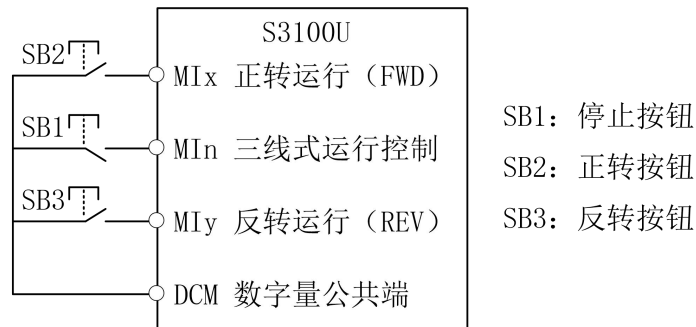 S3100U
SB2 MIx 正转运行（FWD）
SB1 MIn 三线式运行控制
SB3 MIy 反转运行（REV）
DCM 数字量公共端
SB1：停止按钮
SB2：正转按钮
SB3：反转按钮